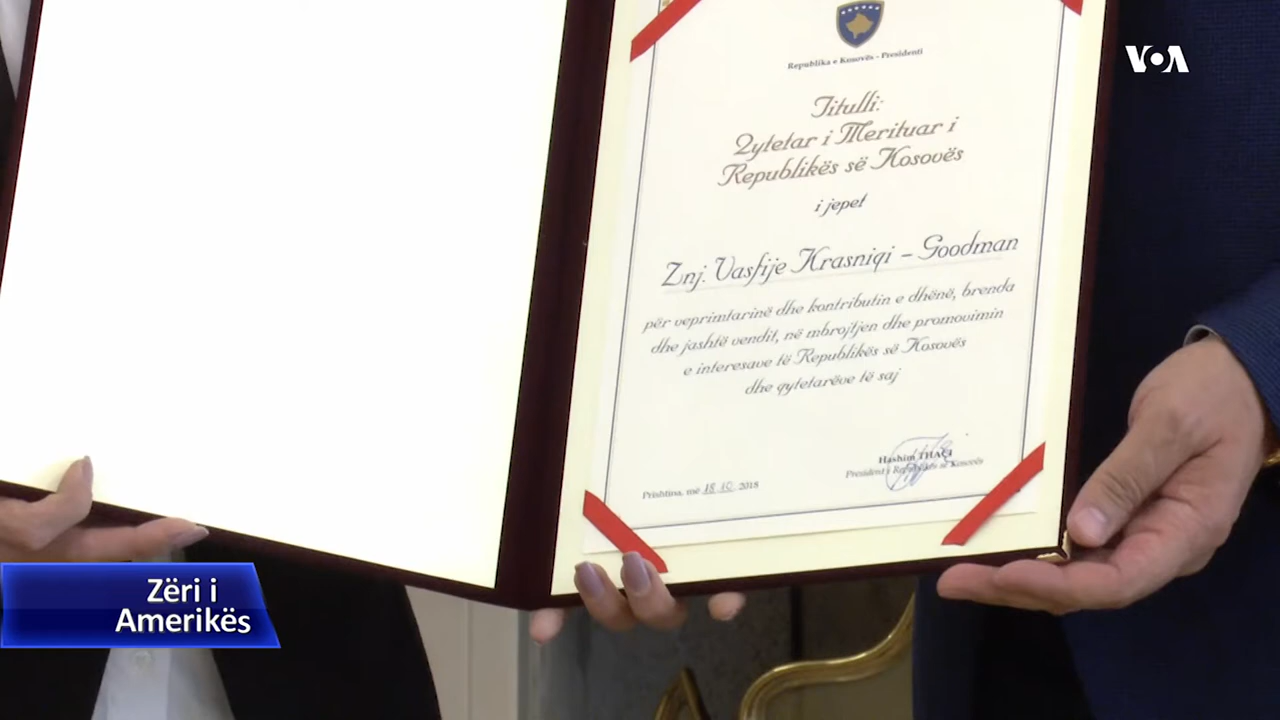 VOA
Republika e Kosovës - Presidenti
Titulli:
Qytetar i Merituar i
Republikës së Kosovës
i jepet
Znj. Vasfije Krasniqi – Goodman
për veprimtarinë dhe kontributin e dhënë, brenda
dhe jashtë vendit, në mbrojtjen dhe promovimin
e interesave të Republikës së Kosovës
dhe qytetarëve të saj
Hashim THAÇI
Presidenti i Republikës së Kosovës
Prishtina, më 18.10. 2018
Zëri i
Amerikës